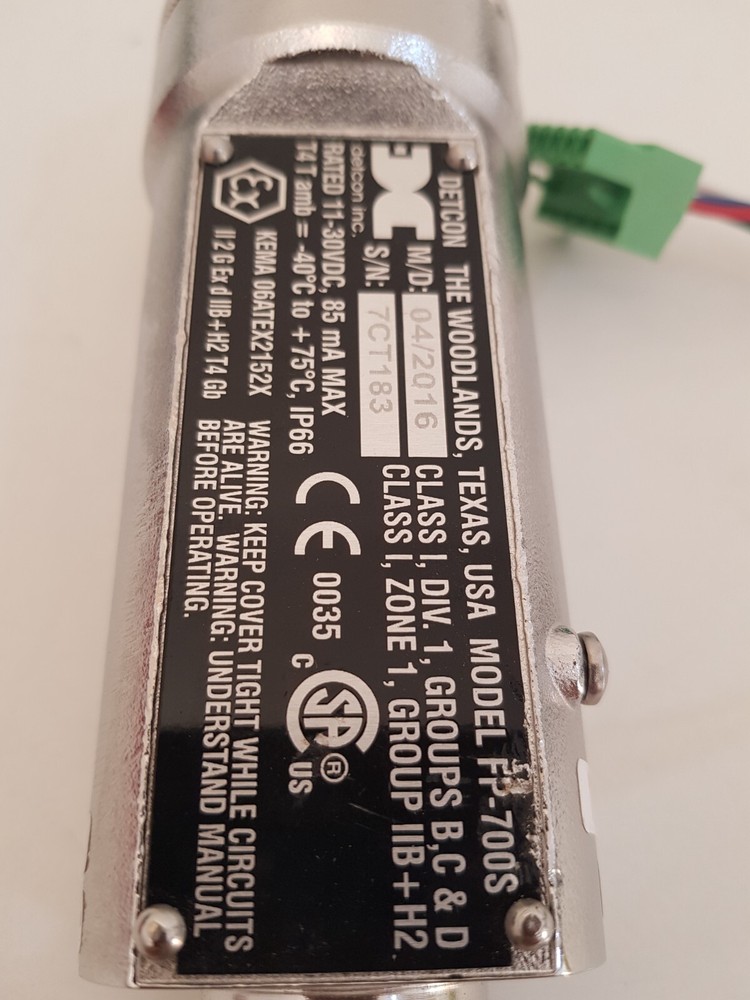 DETCON THE WOODLANDS, TEXAS, USA MODEL FP-700S
M/D: 04/2016 CLASS I, DIV. 1, GROUPS B,C & D
S/N: 7CT183 CLASS I, ZONE 1, GROUP IIB+H2
detcon inc.
RATED 11-30VDC, 85 mA MAX
T4 T amb = -40°C to +75°C, IP66
CE 0035 C SA® US
Ex
KEMA 06ATEX2152X
II 2 G Ex d IIB+H2 T4 Gb
WARNING: KEEP COVER TIGHT WHILE CIRCUITS
ARE ALIVE. WARNING: UNDERSTAND MANUAL
BEFORE OPERATING.